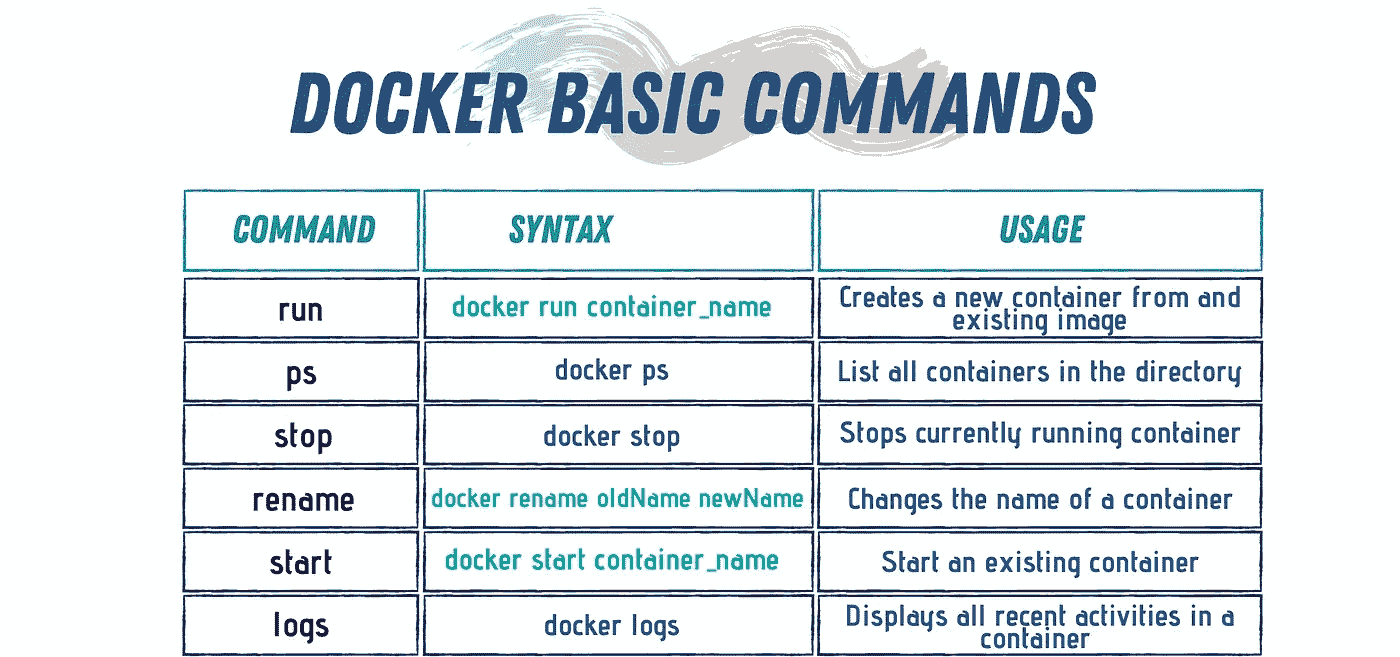 DOCKER BASIC COMMANDS
COMMAND SYNTAX USAGE
run docker run container_name Creates a new container from and
existing image
ps docker ps List all containers in the directory
stop docker stop Stops currently running container
rename docker rename oldName newName Changes the name of a container
start docker start container_name Start an existing container
logs docker logs Displays all recent activities in a
container